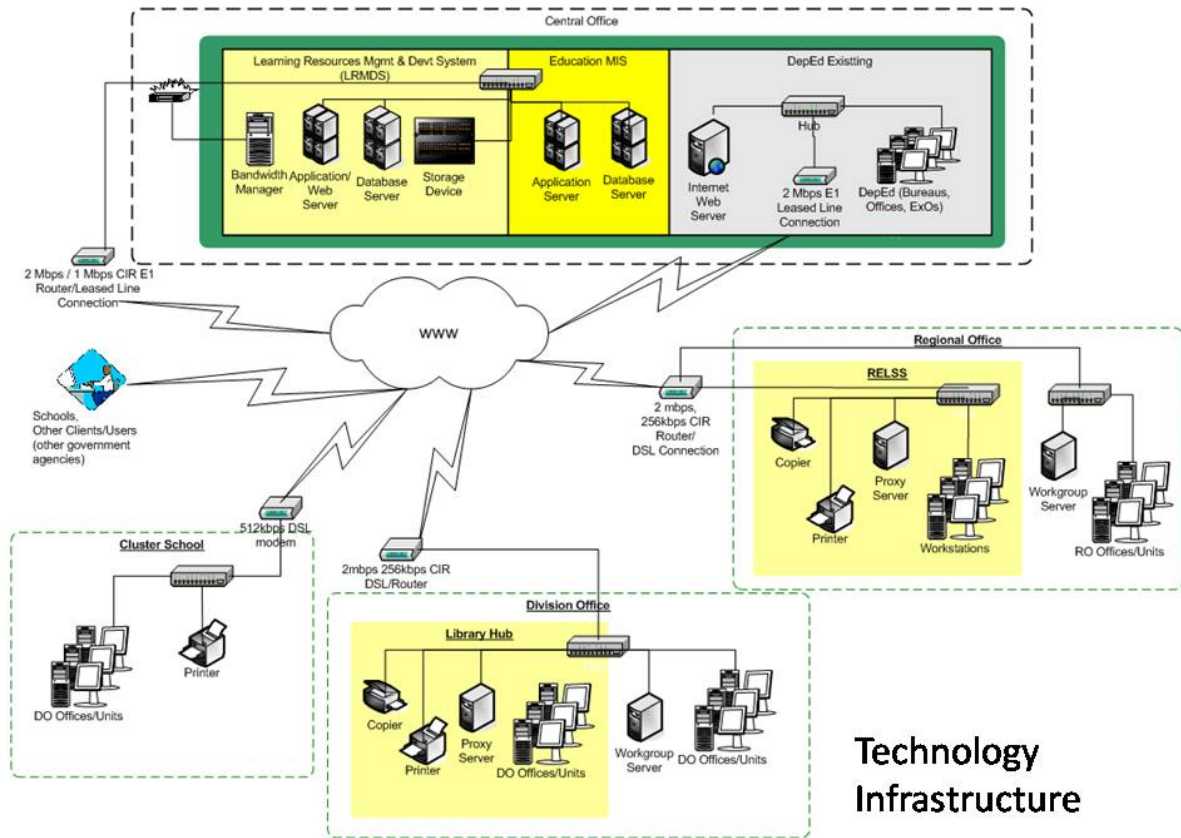 Central Office
Learning Resources Mgmt & Devt System
(LRMDS)
Education MIS
DepEd Existting
Bandwidth
Manager
Application/
Web
Server
Database
Server
Storage
Device
Application
Server
Database
Server
Internet
Web
Server
Hub
2 Mbps E1
Leased Line
Connection
DepEd (Bureaus,
Offices, ExOs)
2 Mbps / 1 Mbps CIR E1
Router/Leased Line
Connection
www
Schools,
Other Clients/Users
(other government
agencies)
2 mbps,
256kbps CIR
Router/
DSL Connection
Regional Office
RELSS
Copier
Printer
Proxy
Server
Workstations
Workgroup
Server
RO Offices/Units
512kbps DSL
modem
Cluster School
Printer
DO Offices/Units
2mbps 256kbps CIR
DSL/Router
Division Office
Library Hub
Copier
Printer
Proxy
Server
DO Offices/Units
Workgroup
Server
DO Offices/Units
Technology
Infrastructure